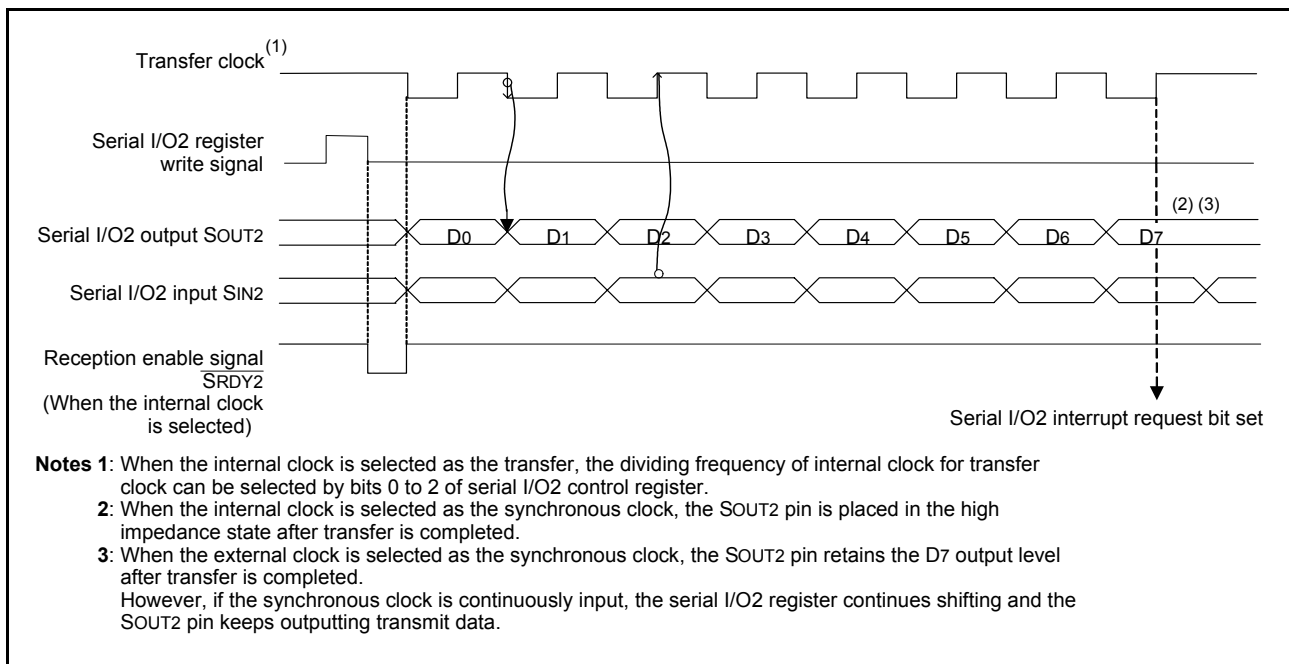 Transfer clock(1)
Serial I/O2 register
write signal
(2) (3)
Serial I/O2 output SOUT2
D0 D1 D2 D3 D4 D5 D6 D7
Serial I/O2 input SIN2
Reception enable signal
SRDY2
(When the internal clock
is selected)
Serial I/O2 interrupt request bit set
Notes 1: When the internal clock is selected as the transfer, the dividing frequency of internal clock for transfer
clock can be selected by bits 0 to 2 of serial I/O2 control register.
2: When the internal clock is selected as the synchronous clock, the SOUT2 pin is placed in the high
impedance state after transfer is completed.
3: When the external clock is selected as the synchronous clock, the SOUT2 pin retains the D7 output level
after transfer is completed.
However, if the synchronous clock is continuously input, the serial I/O2 register continues shifting and the
SOUT2 pin keeps outputting transmit data.